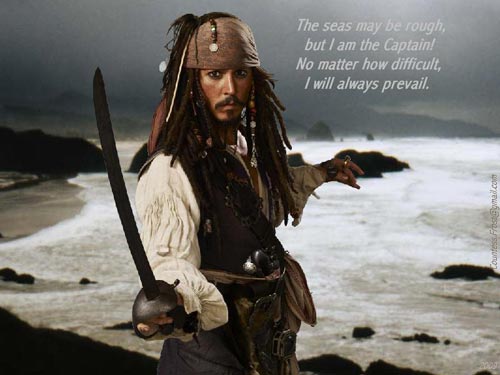 The seas may be rough,
but I am the Captain!
No matter how difficult,
I will always prevail.